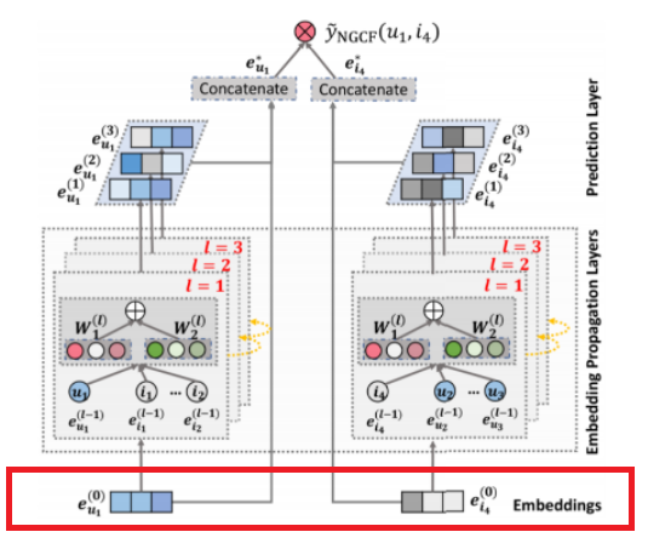 ỹNGCF(u₁, i₄)
e*u₁ e*i₄
Concatenate Concatenate
e(3)u₁ e(3)i₄
e(2)u₁ e(2)i₄
e(1)u₁ e(1)i₄
Prediction Layer
l = 3 l = 3
l = 2 l = 2
l = 1 l = 1
W(l)1 W(l)2 W(l)1 W(l)2
u₁ i₁ ... i₂ i₄ u₂ ... u₃
e(l−1)u₁ e(l−1)i₁ e(l−1)i₂ e(l−1)i₄ e(l−1)u₂ e(l−1)u₃
Embedding Propagation Layers
e(0)u₁ e(0)i₄ Embeddings